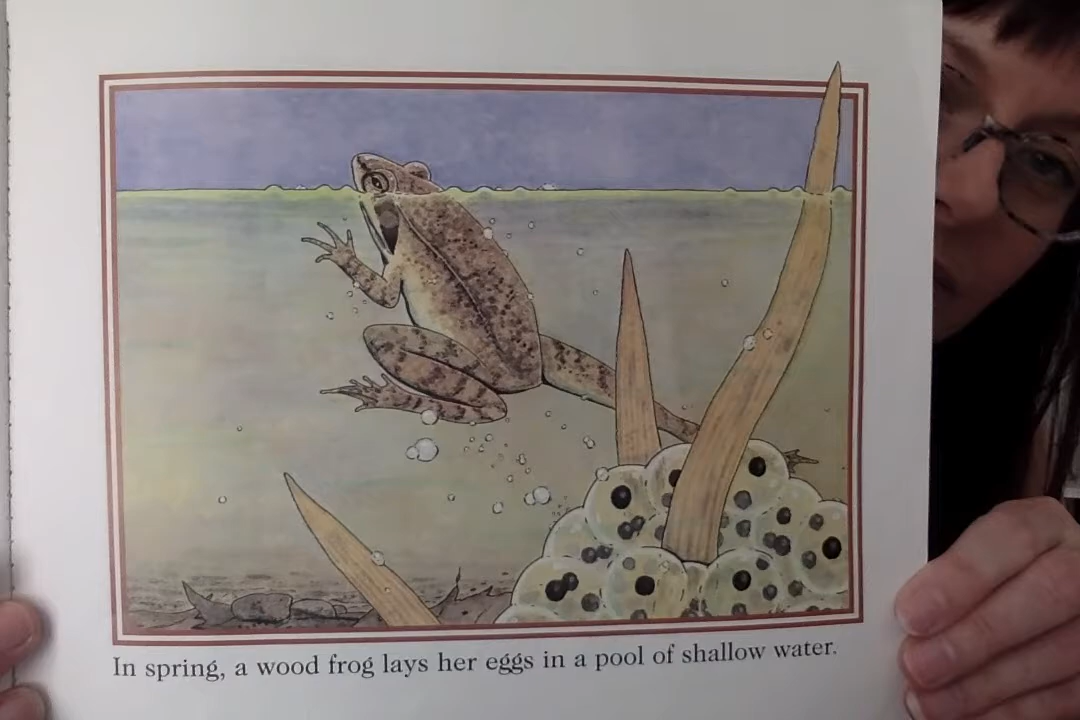 In spring, a wood frog lays her eggs in a pool of shallow water.